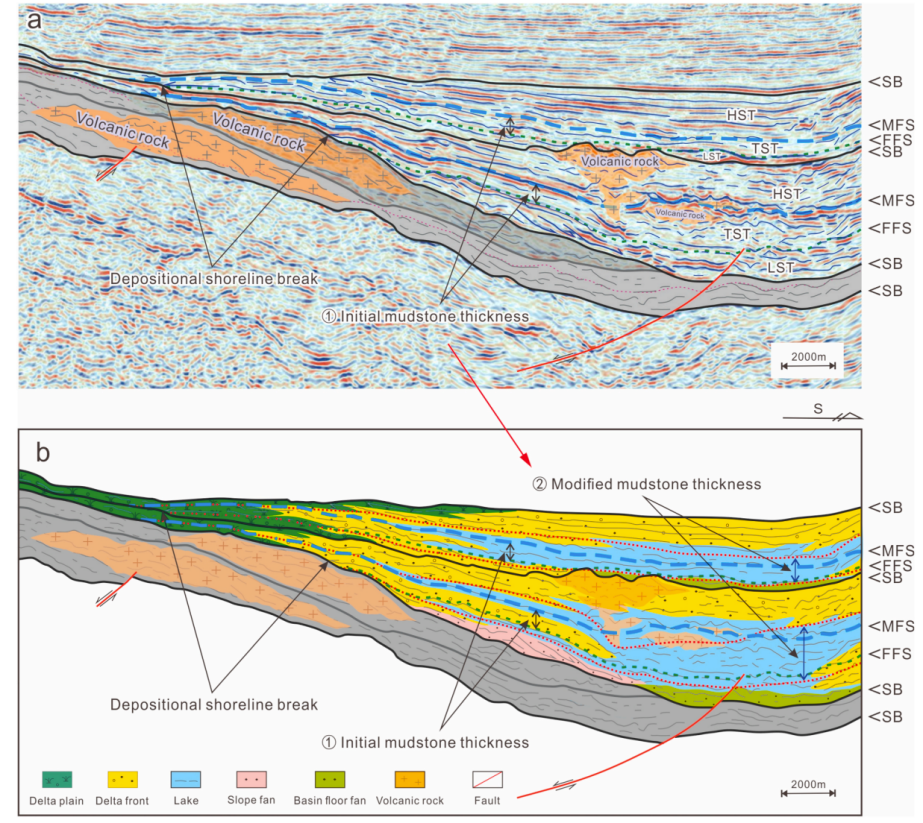 a
<SB
HST
<MFS
TST
<FFS
LST
<SB
Volcanic rock
Volcanic rock
Volcanic rock
HST
<MFS
Volcanic rock
TST
<FFS
LST
<SB
<SB
Depositional shoreline break
① Initial mudstone thickness
2000m
S
b
② Modified mudstone thickness
<SB
<MFS
<FFS
<SB
<MFS
<FFS
<SB
<SB
Depositional shoreline break
① Initial mudstone thickness
2000m
Delta plain
Delta front
Lake
Slope fan
Basin floor fan
Volcanic rock
Fault